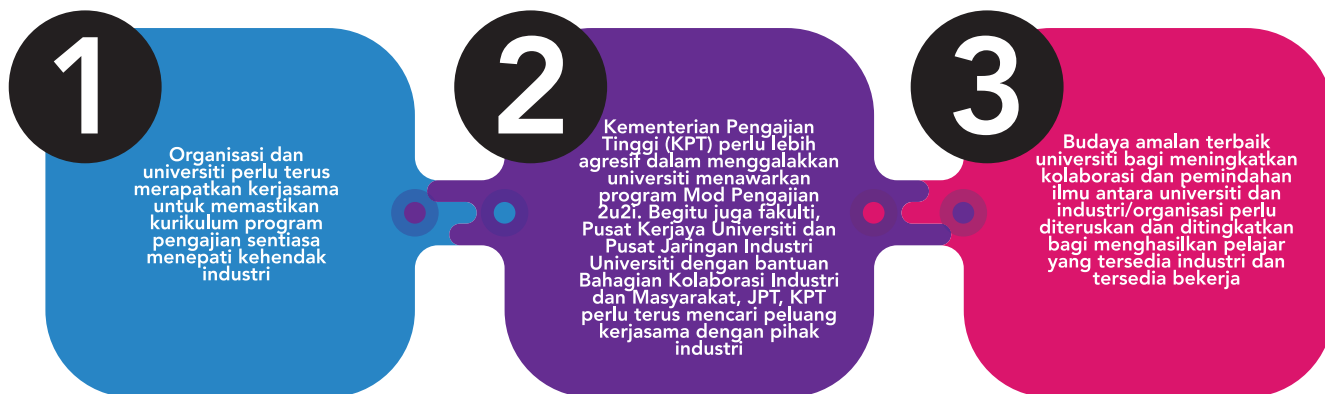 1
Organisasi dan
universiti perlu terus
merapatkan kerjasama
untuk memastikan
kurikulum program
pengajian sentiasa
menepati kehendak
industri
2
Kementerian Pengajian
Tinggi (KPT) perlu lebih
agresif dalam menggalakkan
universiti menawarkan
program Mod Pengajian
2u2i. Begitu juga fakulti,
Pusat Kerjaya Universiti dan
Pusat Jaringan Industri
Universiti dengan bantuan
Bahagian Kolaborasi Industri
dan Masyarakat, JPT, KPT
perlu terus mencari peluang
kerjasama dengan pihak
industri
3
Budaya amalan terbaik
universiti bagi meningkatkan
kolaborasi dan pemindahan
ilmu antara universiti dan
industri/organisasi perlu
diteruskan dan ditingkatkan
bagi menghasilkan pelajar
yang tersedia industri dan
tersedia bekerja